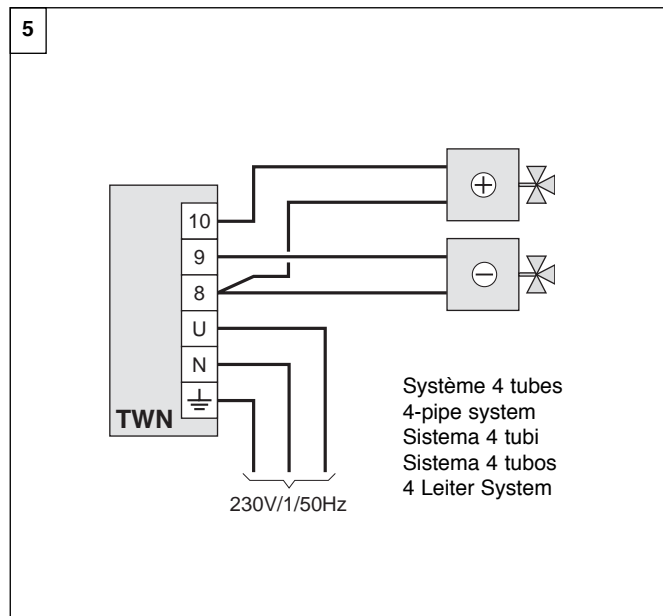 5
10
9
8
U
N
TWN
+
−
230V/1/50Hz
Système 4 tubes
4-pipe system
Sistema 4 tubi
Sistema 4 tubos
4 Leiter System